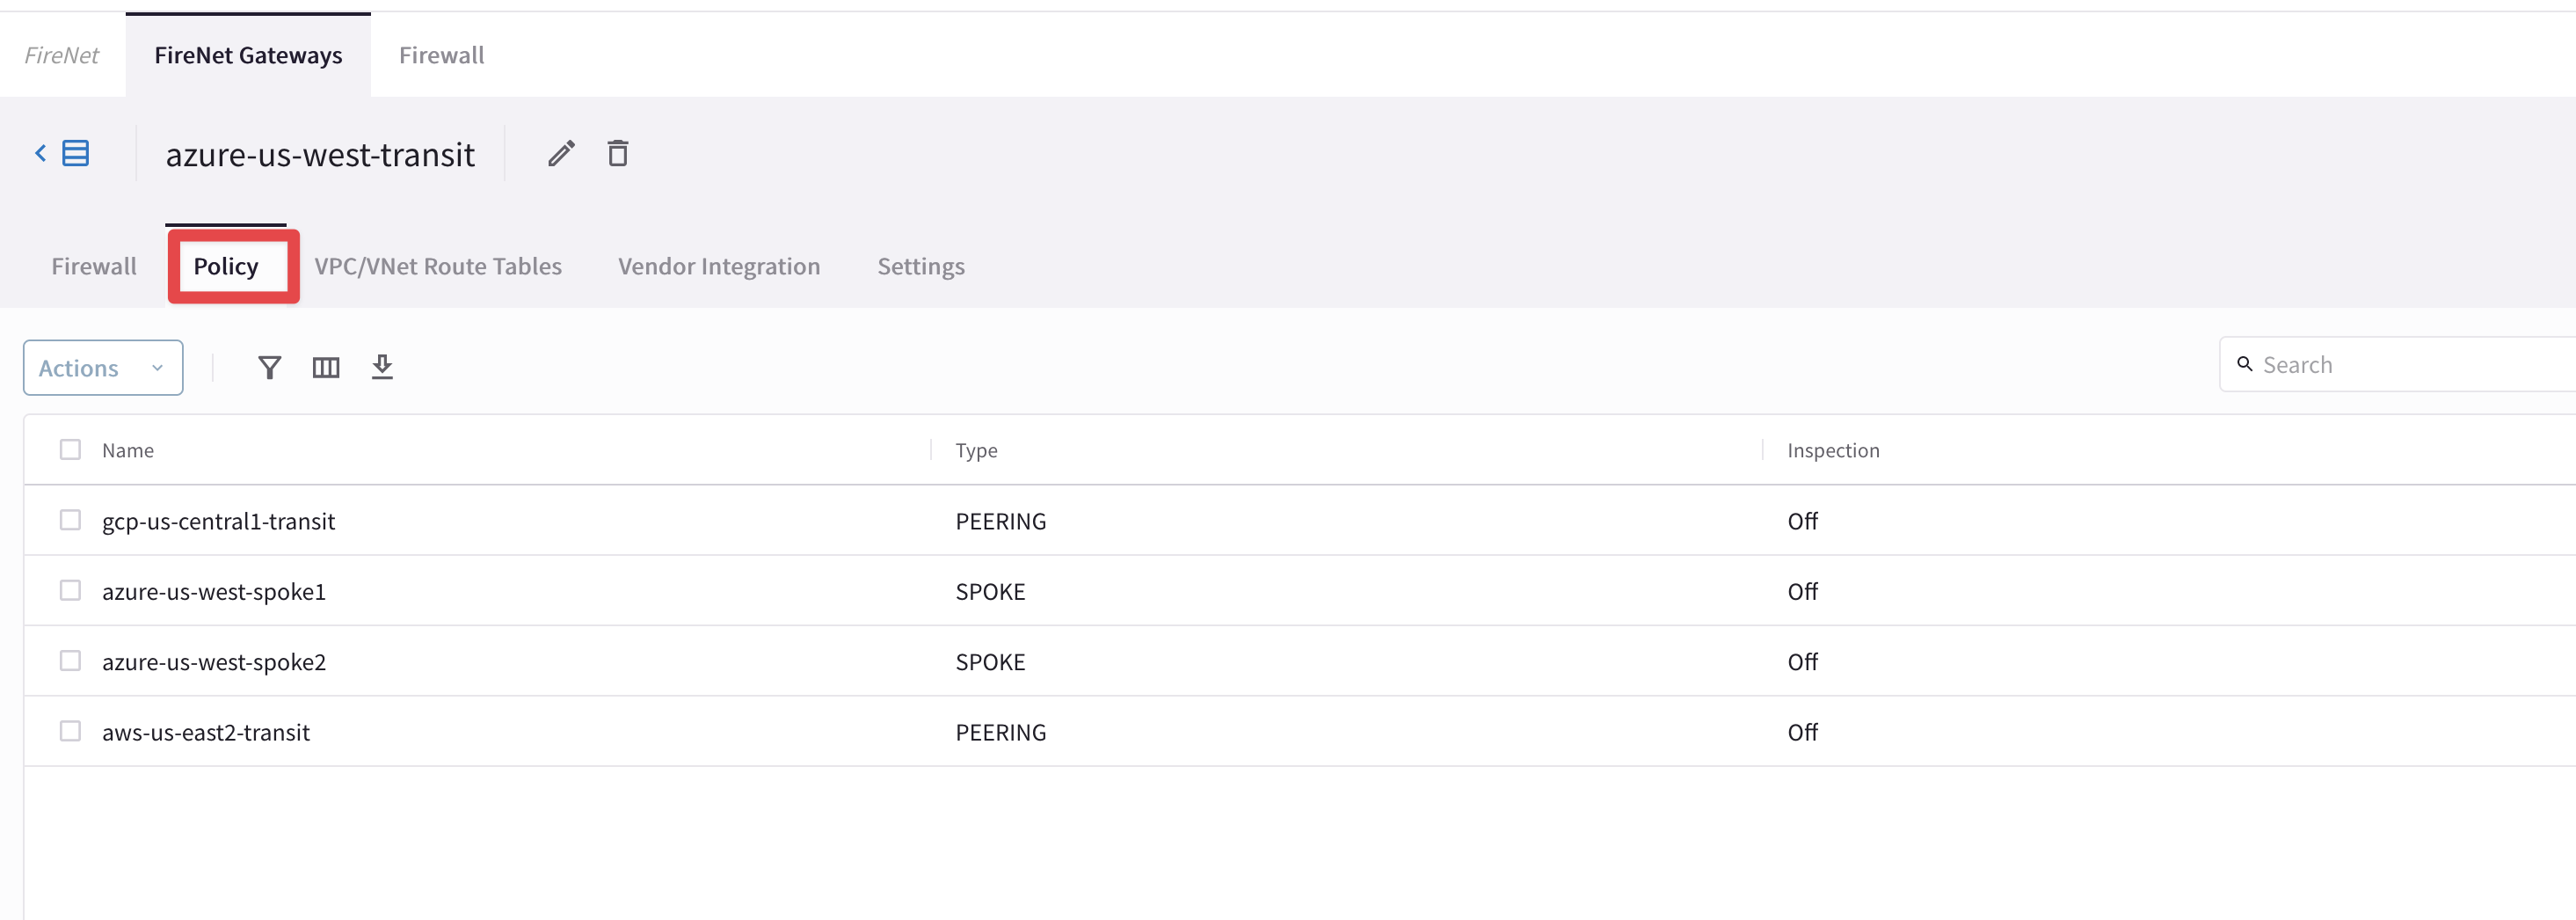 FireNet FireNet Gateways Firewall
azure-us-west-transit
Firewall Policy VPC/VNet Route Tables Vendor Integration Settings
Actions Search
Name Type Inspection
gcp-us-central1-transit PEERING Off
azure-us-west-spoke1 SPOKE Off
azure-us-west-spoke2 SPOKE Off
aws-us-east2-transit PEERING Off